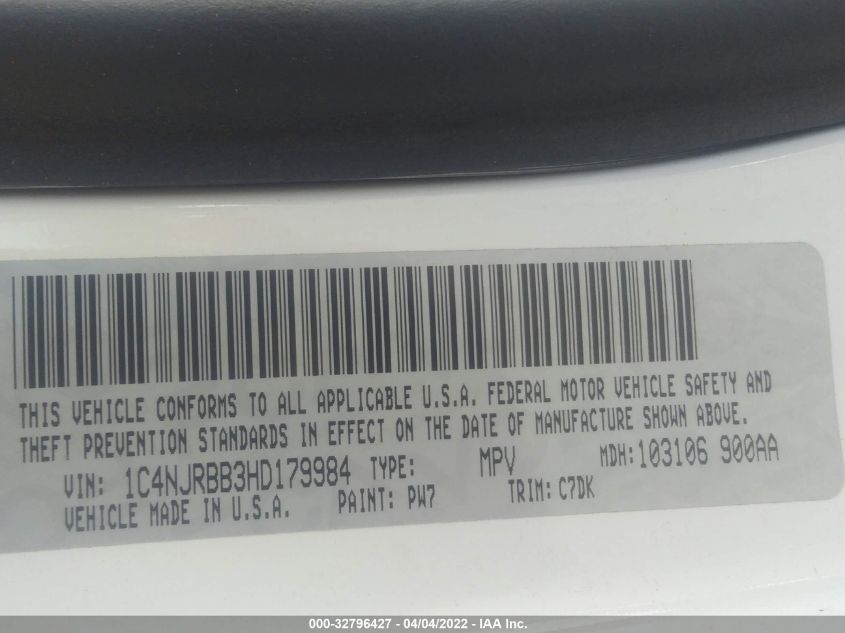 THIS VEHICLE CONFORMS TO ALL APPLICABLE U.S.A. FEDERAL MOTOR VEHICLE SAFETY AND
THEFT PREVENTION STANDARDS IN EFFECT ON THE DATE OF MANUFACTURE SHOWN ABOVE.
VIN: 1C4NJRBB3HD179984 TYPE: MPV MDH: 103106 900AA
VEHICLE MADE IN U.S.A. PAINT: PW7 TRIM: C7DK
000-32796427 - 04/04/2022 - IAA Inc.